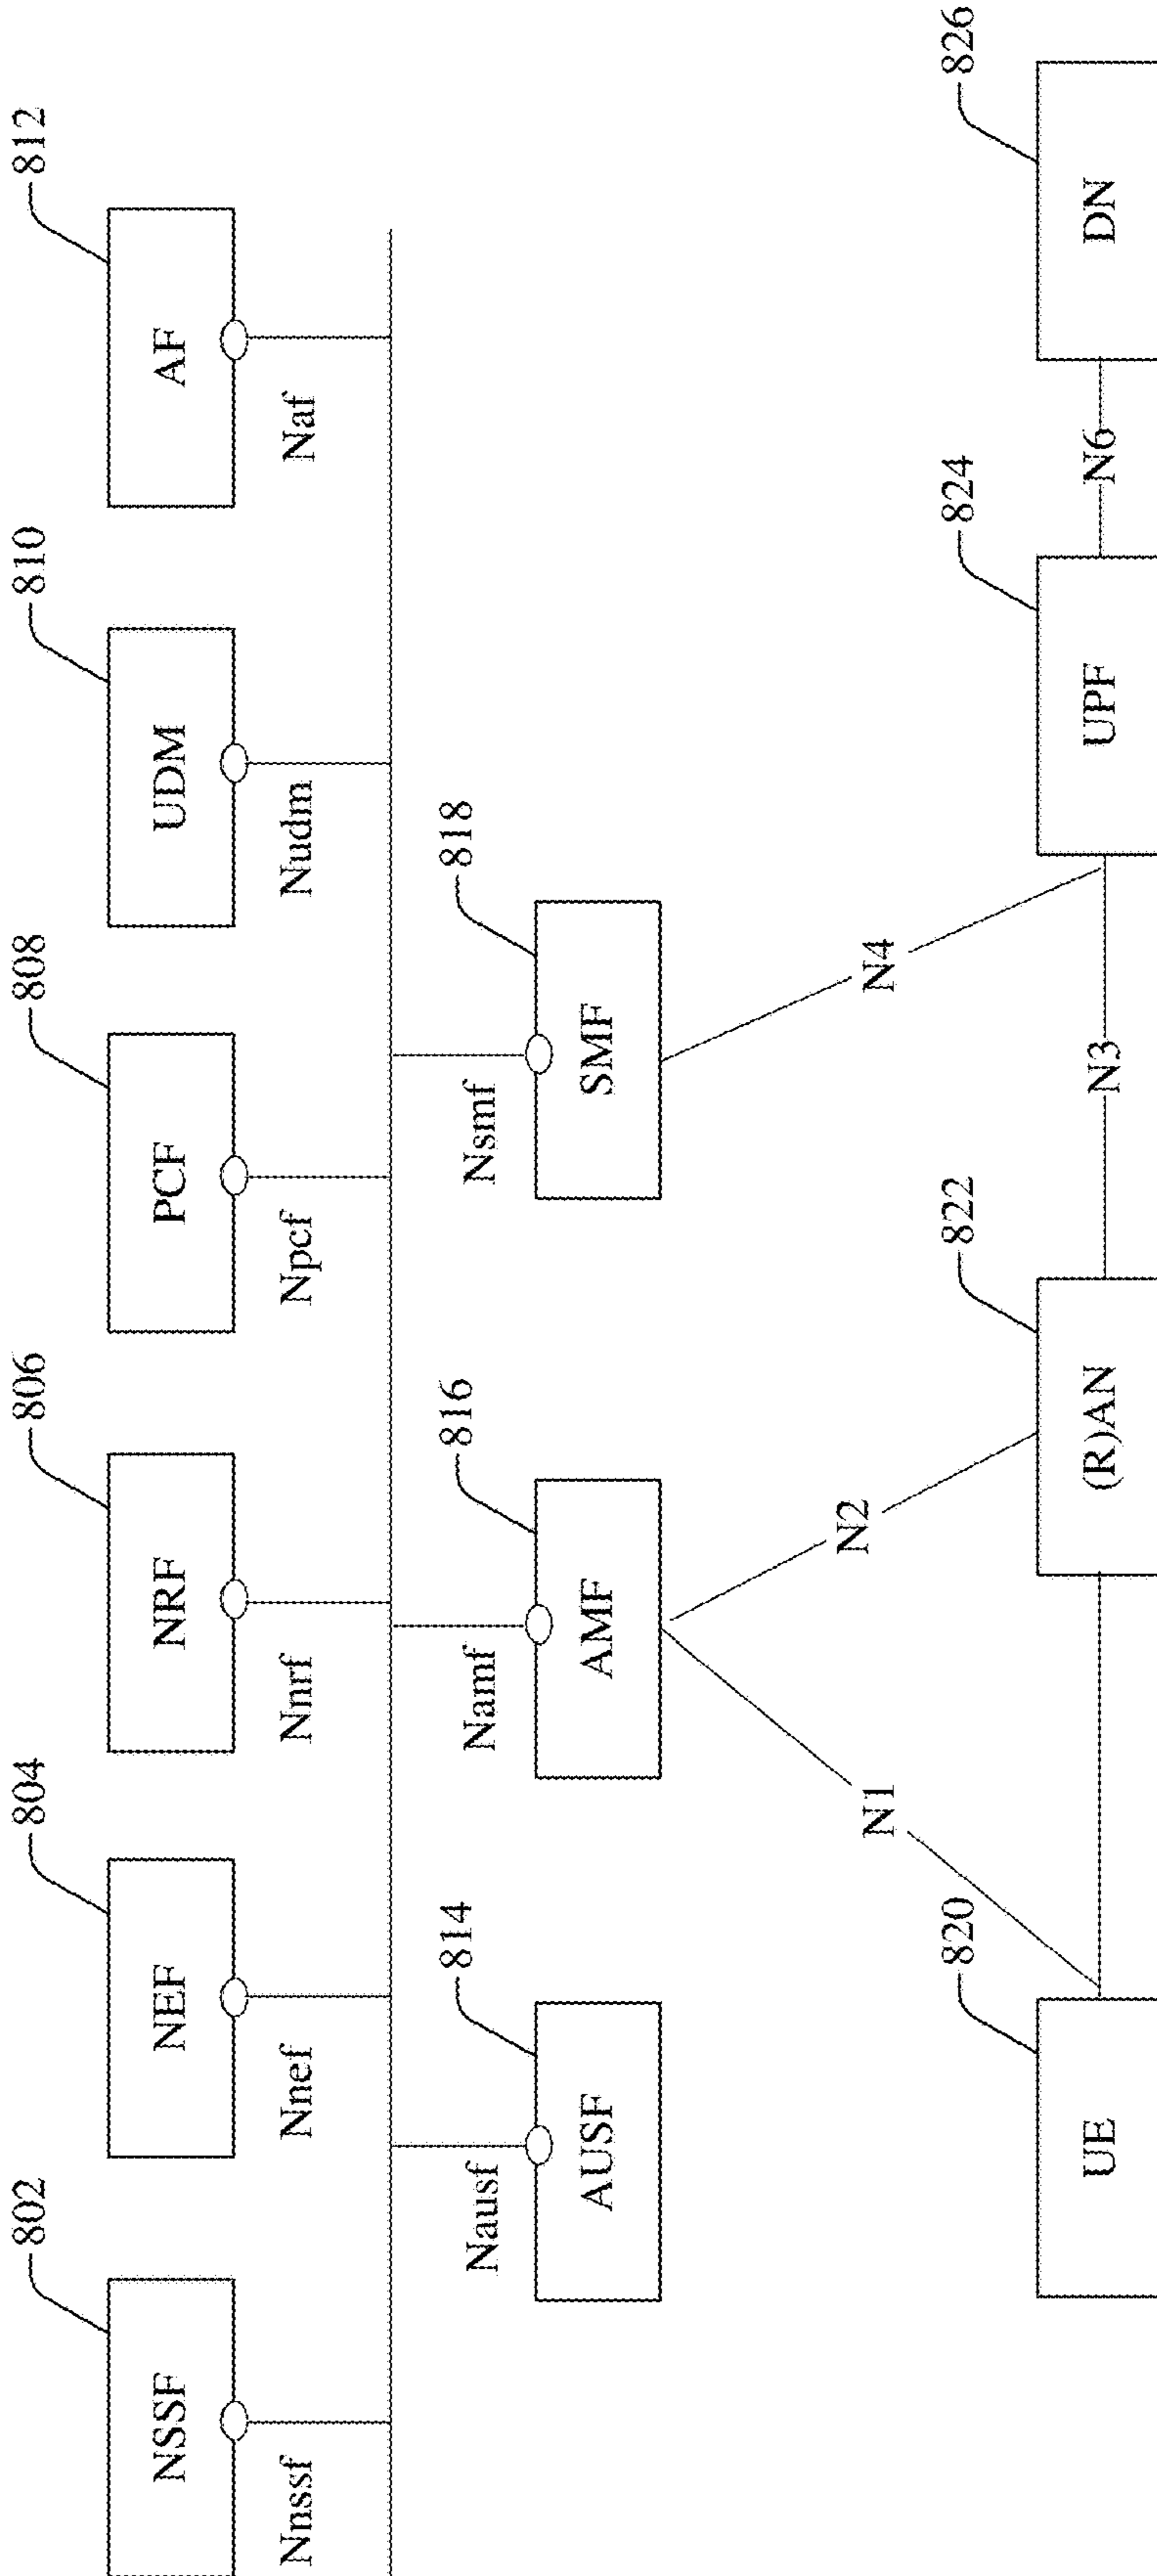 802
804
806
808
810
812
NSSF
NEF
NRF
PCF
UDM
AF
Nnssf
Nnef
Nnrf
Npcf
Nudm
Naf
Nausf
Namf
Nsmf
814
816
818
AUSF
AMF
SMF
N1
N2
N4
820
822
824
826
UE
(R)AN
N3
UPF
N6
DN